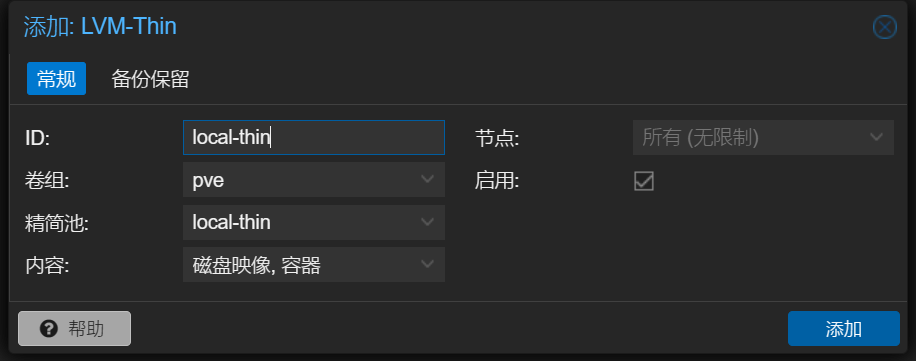 添加: LVM-Thin
常规 备份保留
ID: local-thin 节点: 所有 (无限制)
卷组: pve 启用:
精简池: local-thin
内容: 磁盘映像, 容器
? 帮助 添加